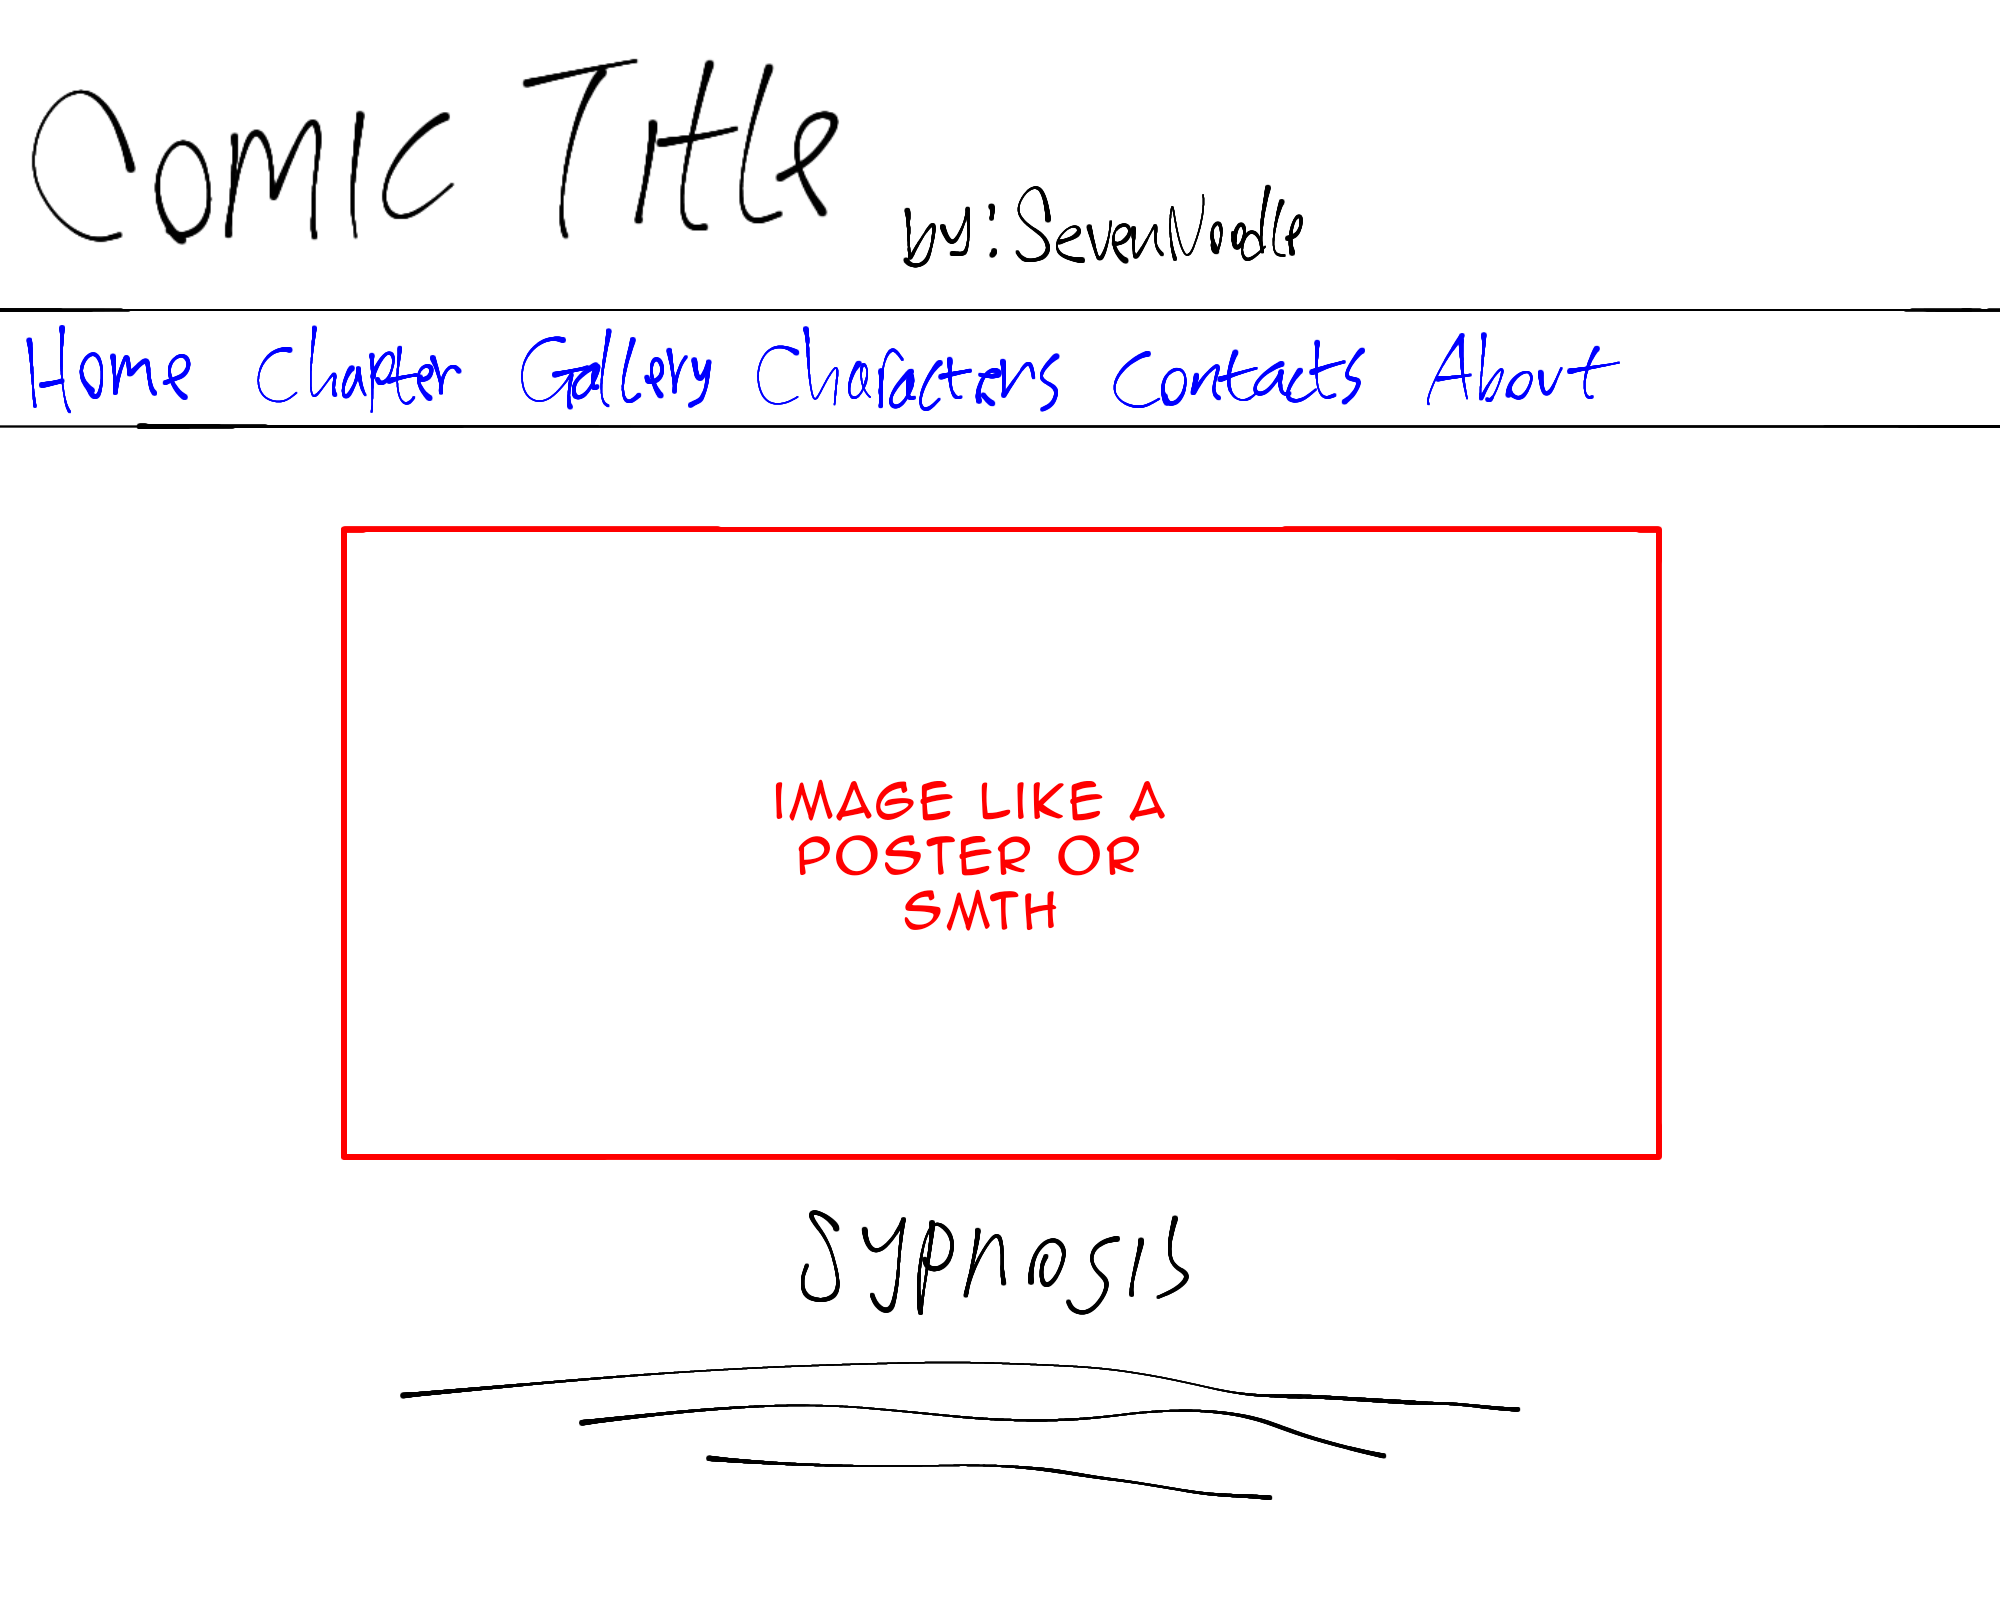 Comic Title
by: SevenNoodle
Home Chapter Gallery Characters Contacts About
IMAGE LIKE A
POSTER OR
SMTH
Sypnosis